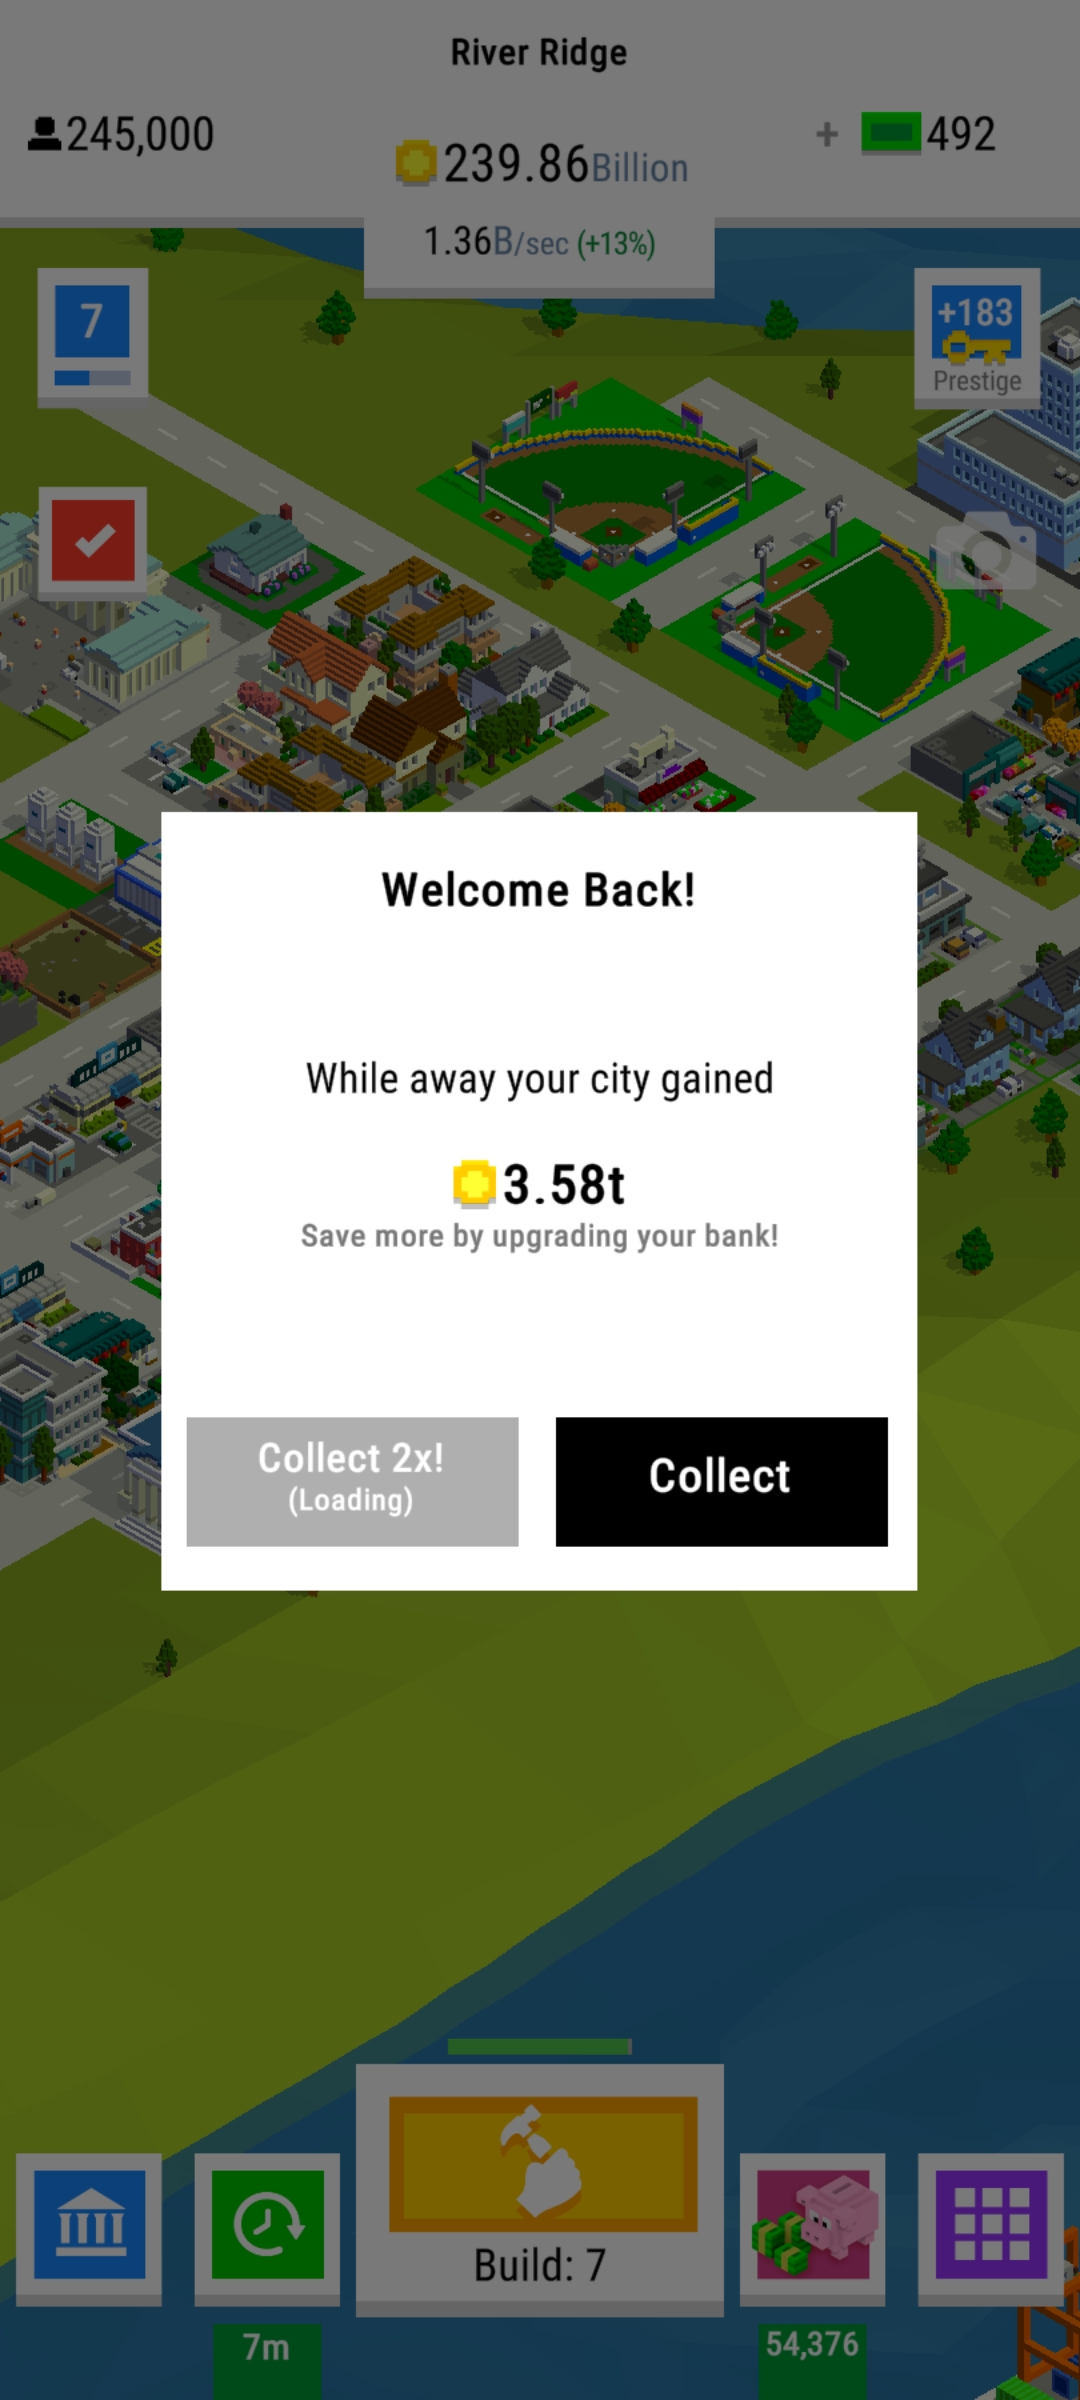 River Ridge
245,000
239.86Billion
+ 492
1.36B/sec (+13%)
7
+183
Prestige
Welcome Back!
While away your city gained
3.58t
Save more by upgrading your bank!
Collect 2x!
(Loading)
Collect
Build: 7
7m
54,376